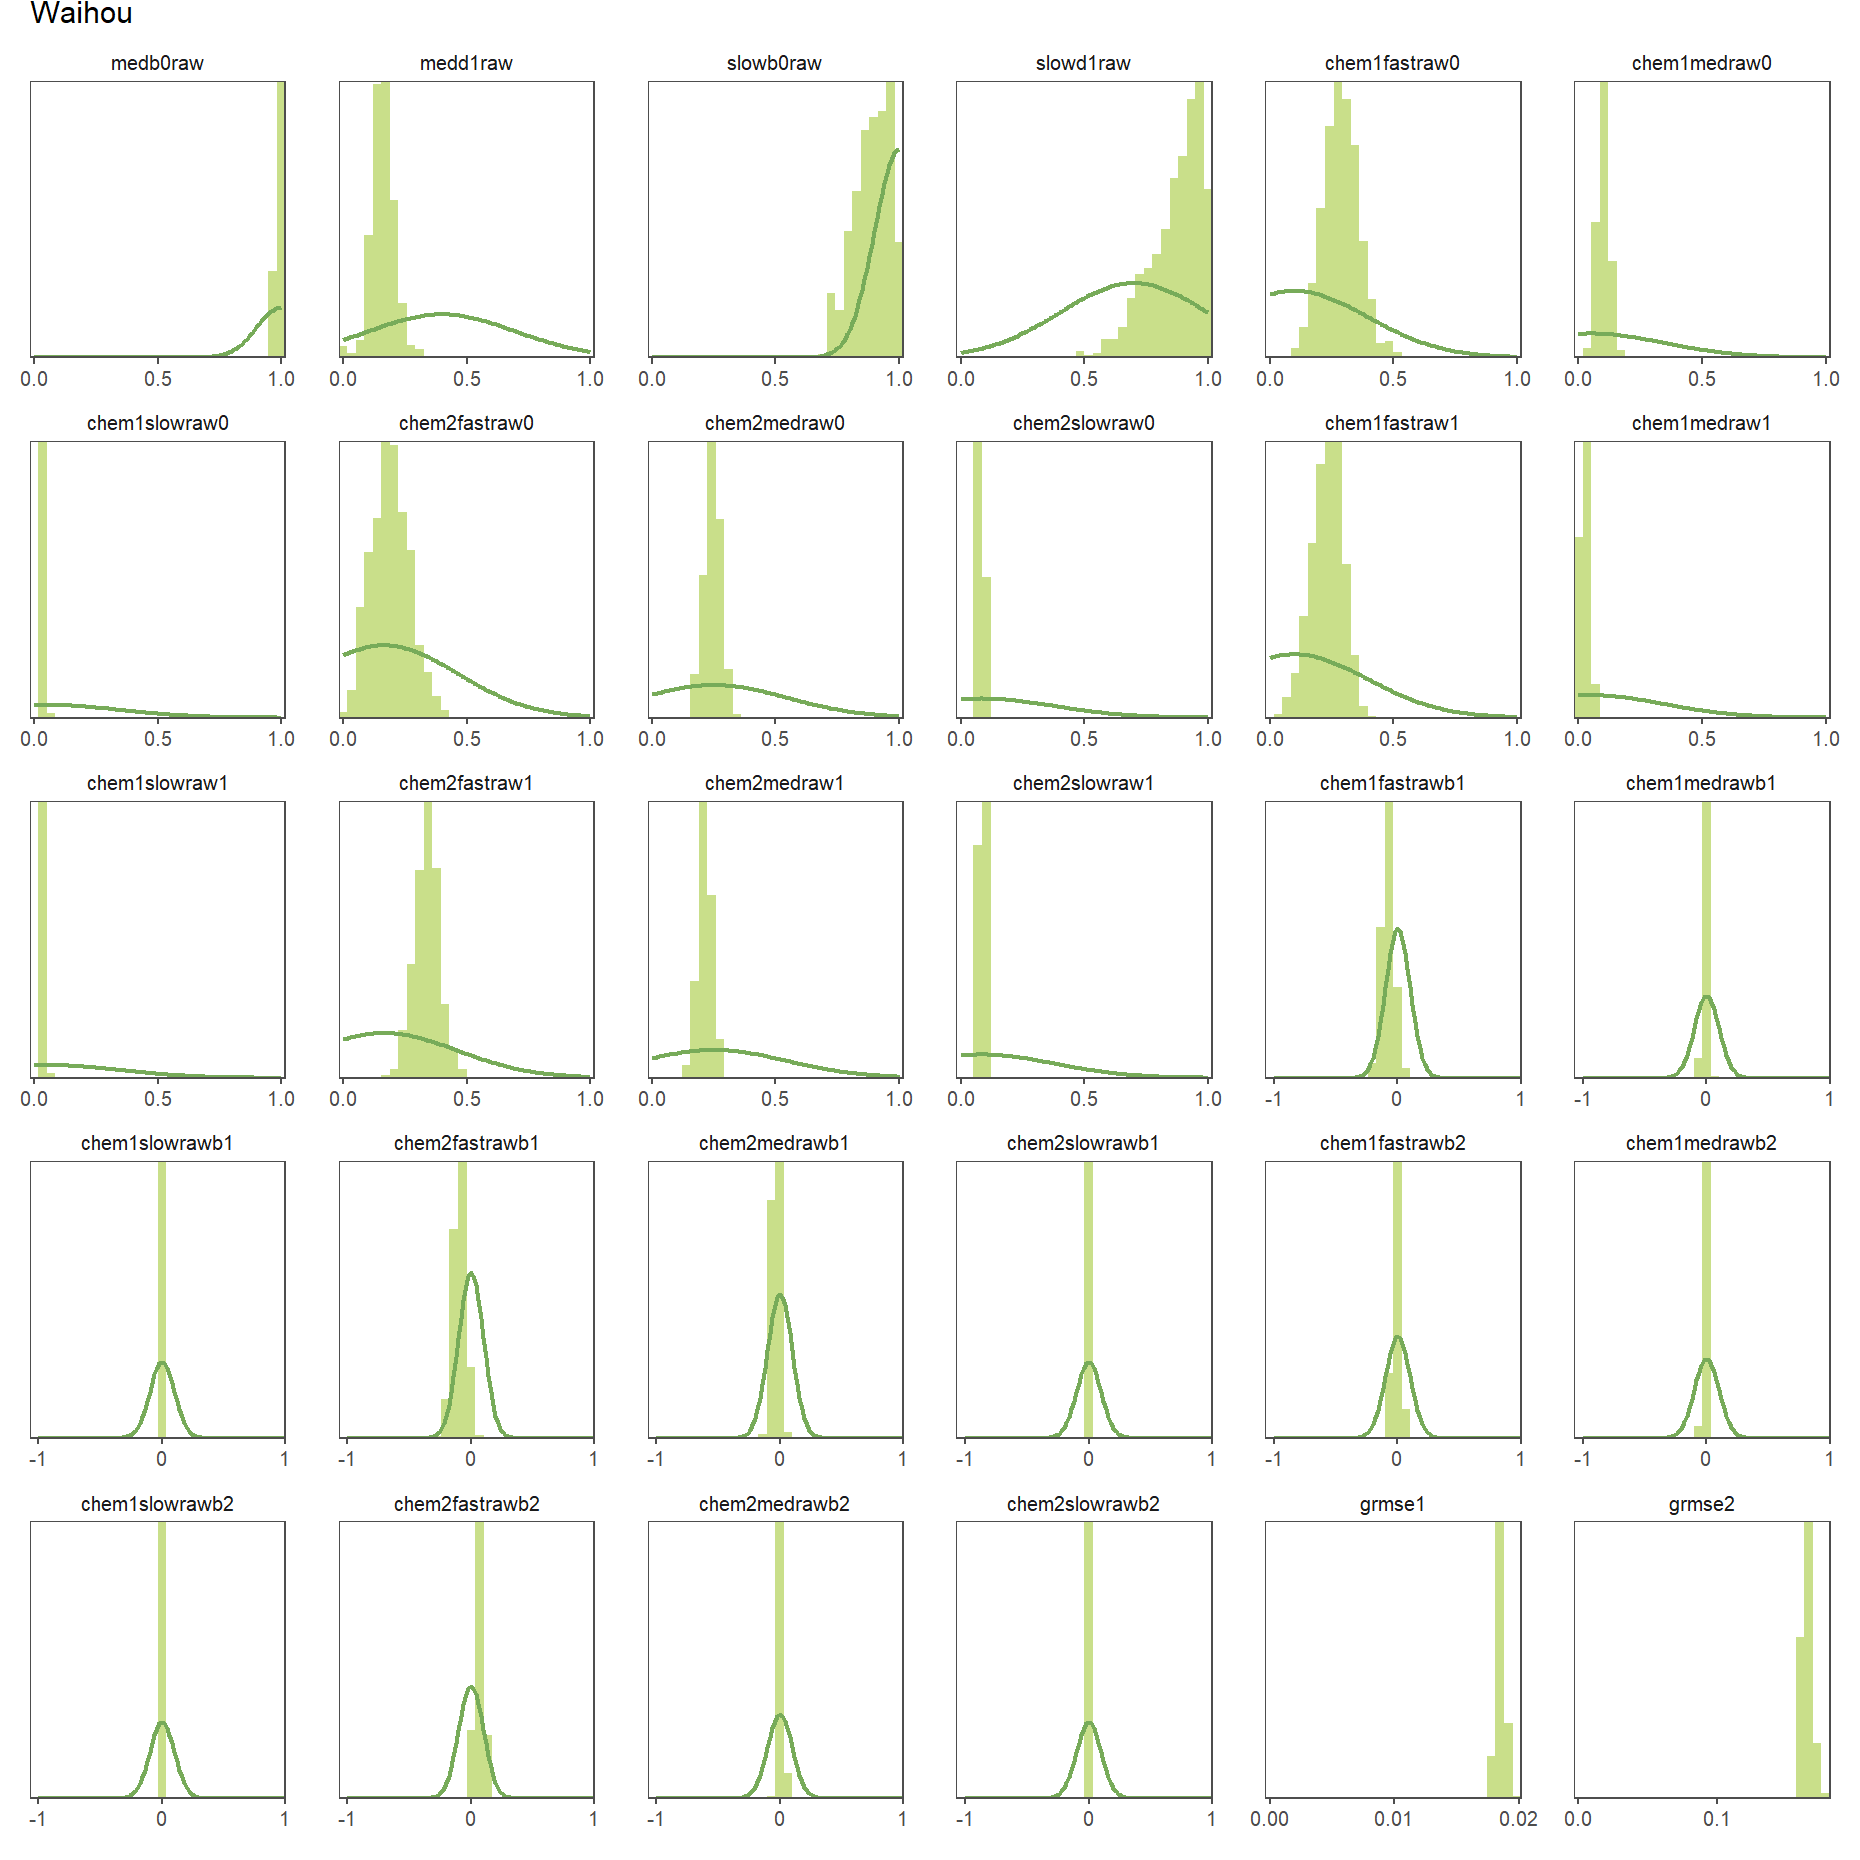 Waihou
medb0raw medd1raw slowb0raw slowd1raw chem1fastraw0 chem1medraw0
0.0 0.5 1.0 0.0 0.5 1.0 0.0 0.5 1.0 0.0 0.5 1.0 0.0 0.5 1.0 0.0 0.5 1.0
chem1slowraw0 chem2fastraw0 chem2medraw0 chem2slowraw0 chem1fastraw1 chem1medraw1
0.0 0.5 1.0 0.0 0.5 1.0 0.0 0.5 1.0 0.0 0.5 1.0 0.0 0.5 1.0 0.0 0.5 1.0
chem1slowraw1 chem2fastraw1 chem2medraw1 chem2slowraw1 chem1fastrawb1 chem1medrawb1
0.0 0.5 1.0 0.0 0.5 1.0 0.0 0.5 1.0 0.0 0.5 1.0 -1 0 1 -1 0 1
chem1slowrawb1 chem2fastrawb1 chem2medrawb1 chem2slowrawb1 chem1fastrawb2 chem1medrawb2
-1 0 1 -1 0 1 -1 0 1 -1 0 1 -1 0 1 -1 0 1
chem1slowrawb2 chem2fastrawb2 chem2medrawb2 chem2slowrawb2 grmse1 grmse2
-1 0 1 -1 0 1 -1 0 1 -1 0 1 0.00 0.01 0.02 0.0 0.1